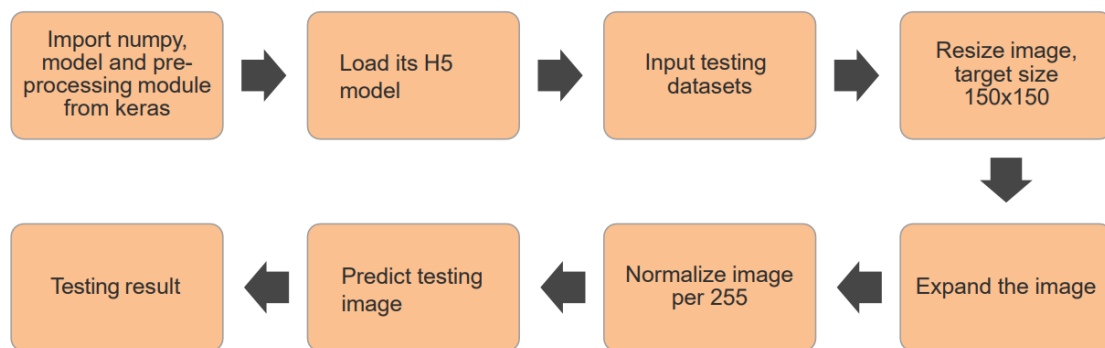 Import numpy,
model and pre-
processing module
from keras
Load its H5
model
Input testing
datasets
Resize image,
target size
150x150
Expand the image
Normalize image
per 255
Predict testing
image
Testing result